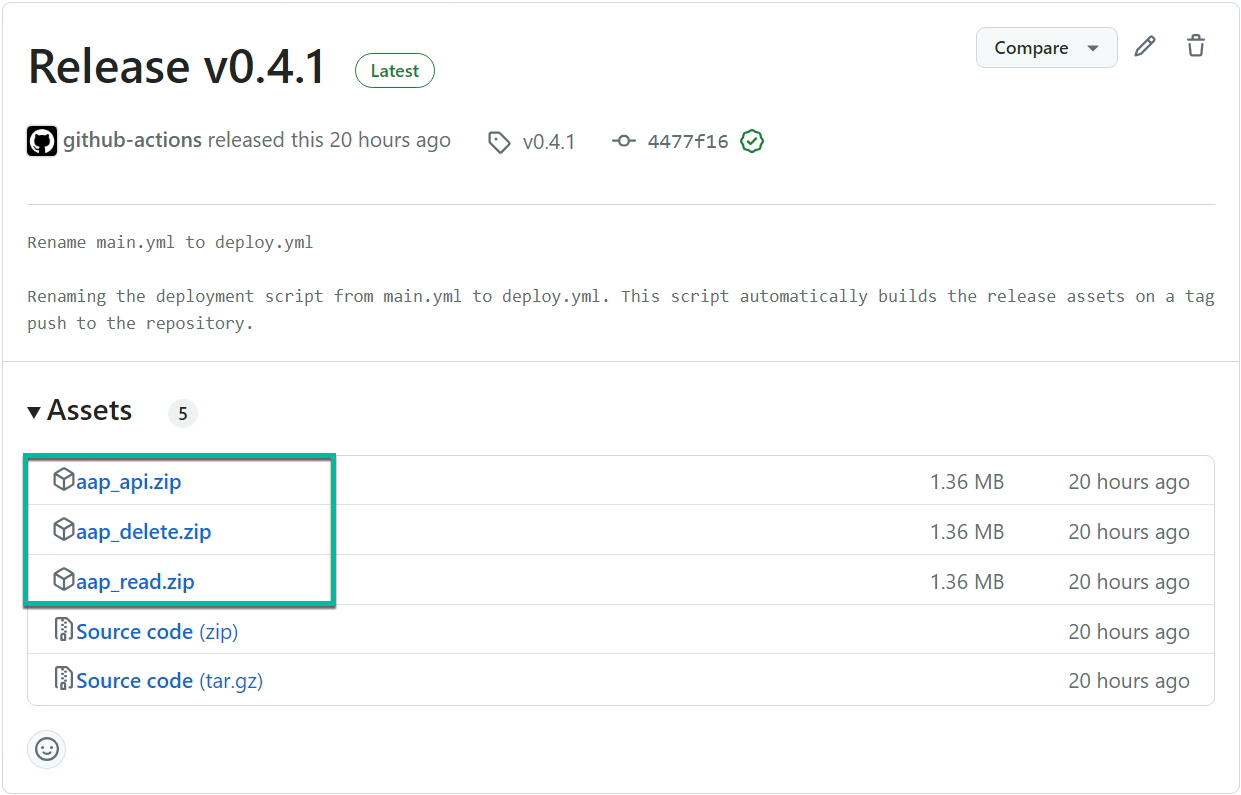 Release v0.4.1 Latest Compare
github-actions released this 20 hours ago v0.4.1 4477f16
Rename main.yml to deploy.yml
Renaming the deployment script from main.yml to deploy.yml. This script automatically builds the release assets on a tag
push to the repository.
Assets 5
aap_api.zip 1.36 MB 20 hours ago
aap_delete.zip 1.36 MB 20 hours ago
aap_read.zip 1.36 MB 20 hours ago
Source code (zip) 20 hours ago
Source code (tar.gz) 20 hours ago